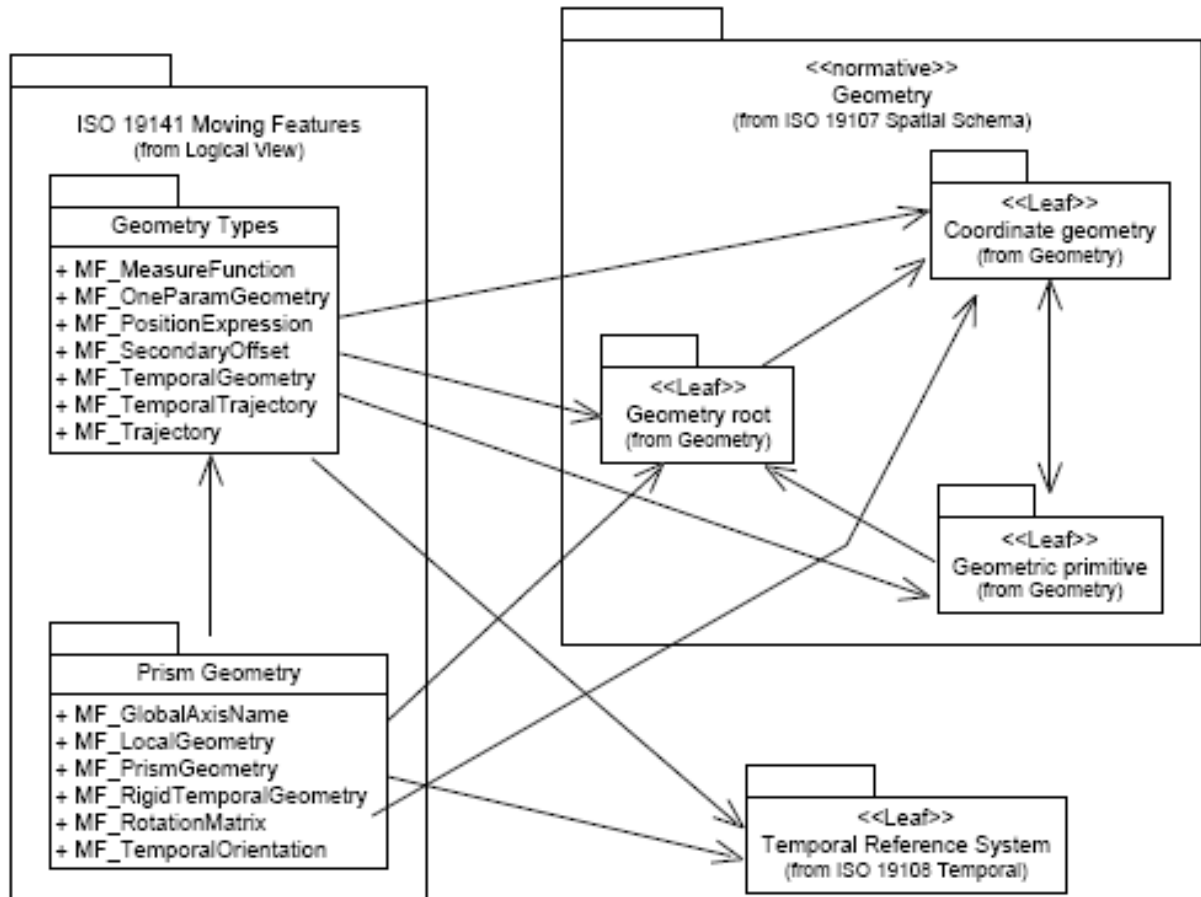 ISO 19141 Moving Features
(from Logical View)
Geometry Types
+ MF_MeasureFunction
+ MF_OneParamGeometry
+ MF_PositionExpression
+ MF_SecondaryOffset
+ MF_TemporalGeometry
+ MF_TemporalTrajectory
+ MF_Trajectory
Prism Geometry
+ MF_GlobalAxisName
+ MF_LocalGeometry
+ MF_PrismGeometry
+ MF_RigidTemporalGeometry
+ MF_RotationMatrix
+ MF_TemporalOrientation
<<normative>>
Geometry
(from ISO 19107 Spatial Schema)
<<Leaf>>
Coordinate geometry
(from Geometry)
<<Leaf>>
Geometry root
(from Geometry)
<<Leaf>>
Geometric primitive
(from Geometry)
<<Leaf>>
Temporal Reference System
(from ISO 19108 Temporal)